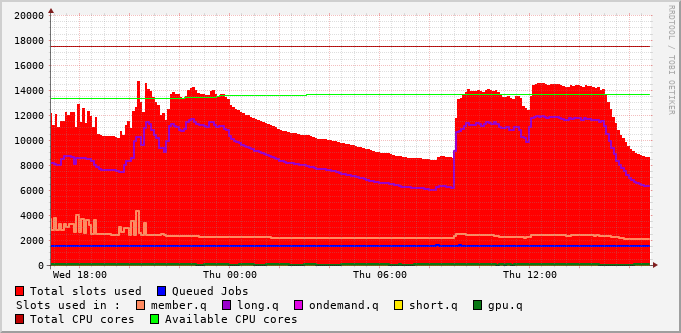 20000
18000
16000
14000
12000
10000
8000
6000
4000
2000
0
Wed 18:00 Thu 00:00 Thu 06:00 Thu 12:00
RRDTOOL / TOBI OETIKER
Total slots used Queued Jobs
Slots used in : member.q long.q ondemand.q short.q gpu.q
Total CPU cores Available CPU cores